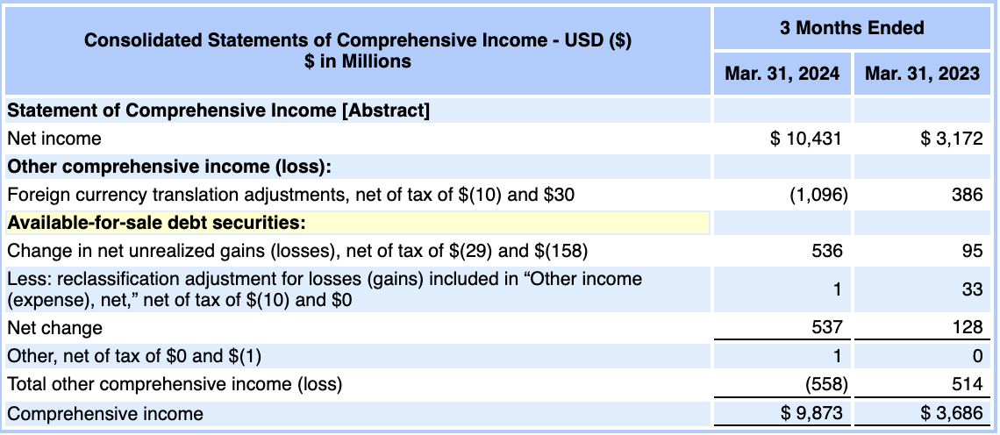 Consolidated Statements of Comprehensive Income - USD ($)
$ in Millions
3 Months Ended
Mar. 31, 2024 Mar. 31, 2023
Statement of Comprehensive Income [Abstract]
Net income $ 10,431 $ 3,172
Other comprehensive income (loss):
Foreign currency translation adjustments, net of tax of $(10) and $30 (1,096) 386
Available-for-sale debt securities:
Change in net unrealized gains (losses), net of tax of $(29) and $(158) 536 95
Less: reclassification adjustment for losses (gains) included in “Other income
(expense), net,” net of tax of $(10) and $0 1 33
Net change 537 128
Other, net of tax of $0 and $(1) 1 0
Total other comprehensive income (loss) (558) 514
Comprehensive income $ 9,873 $ 3,686